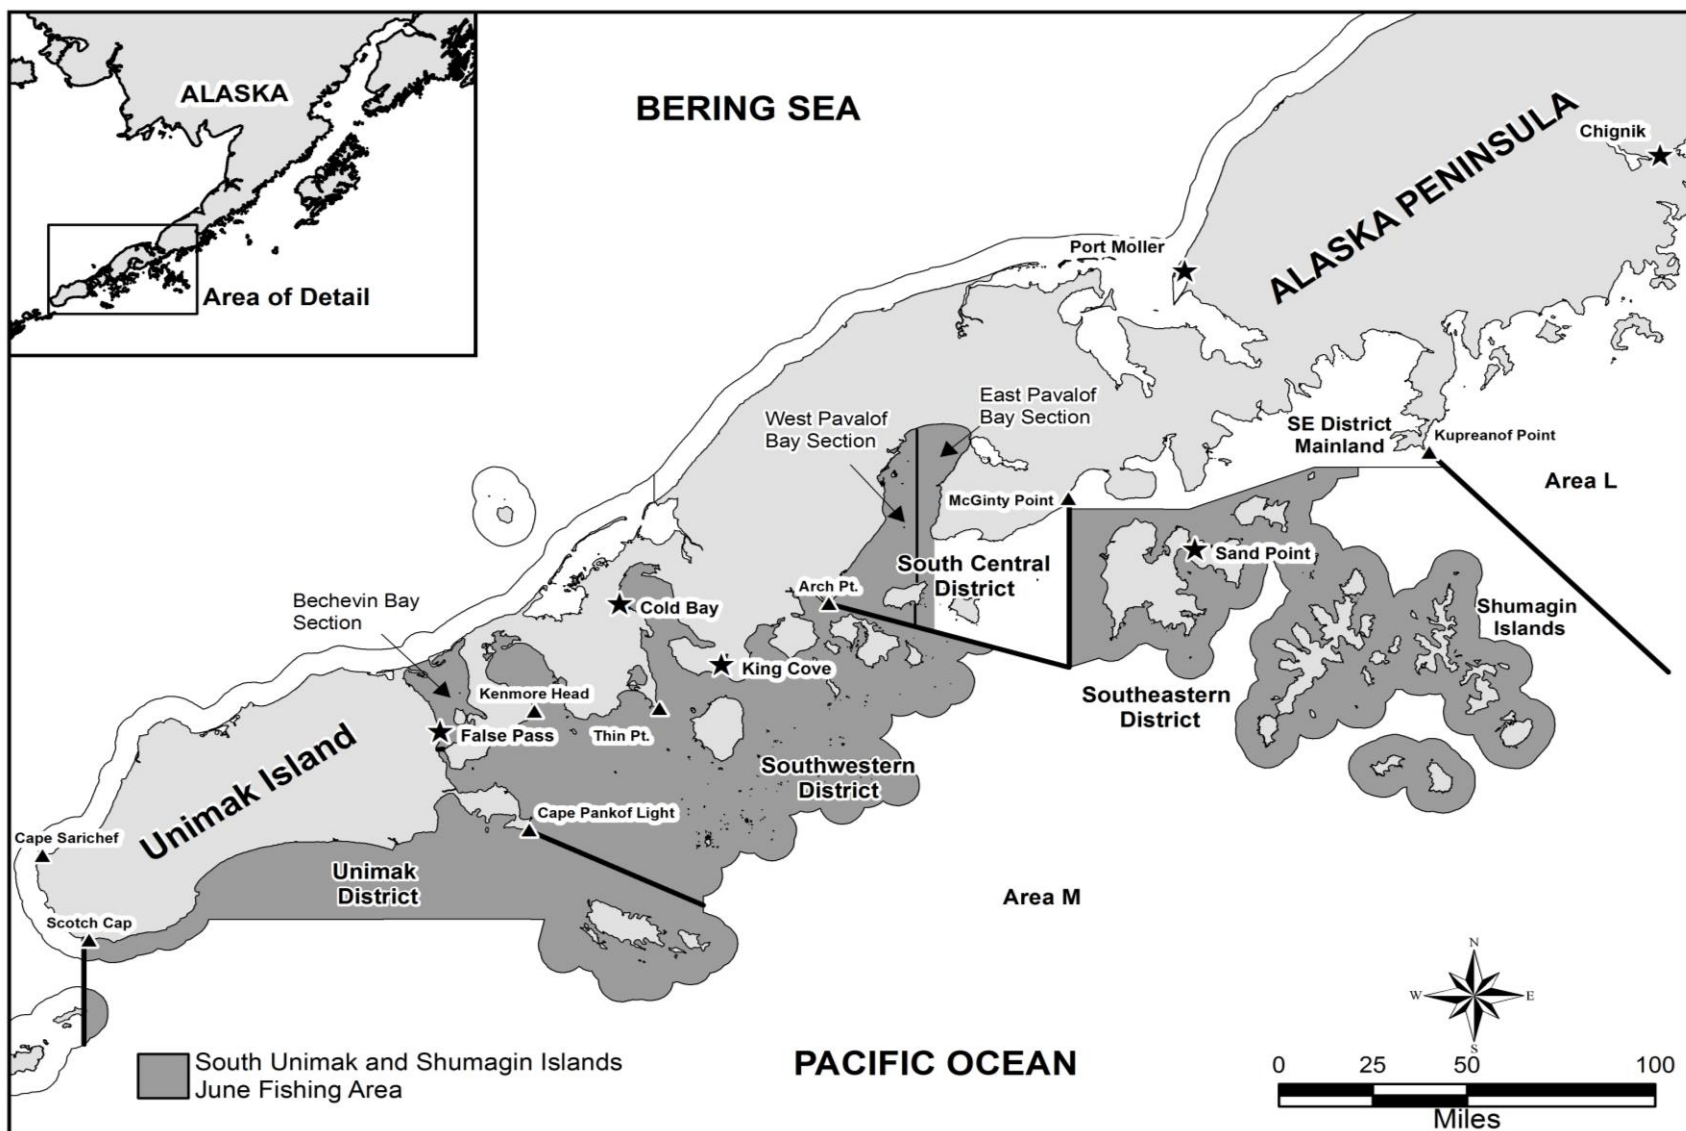 ALASKA
Area of Detail
BERING SEA
ALASKA PENINSULA
Chignik
Port Moller
East Pavalof
Bay Section
West Pavalof
Bay Section
SE District
Mainland
Kupreanof Point
Area L
McGinty Point
Sand Point
South Central
District
Arch Pt.
Cold Bay
Bechevin Bay
Section
Shumagin
Islands
King Cove
Kenmore Head
False Pass
Thin Pt.
Southeastern
District
Southwestern
District
Unimak Island
Cape Pankof Light
Cape Sarichef
Unimak
District
Area M
Scotch Cap
N
W
E
S
South Unimak and Shumagin Islands
June Fishing Area
PACIFIC OCEAN
0 25 50 100
Miles